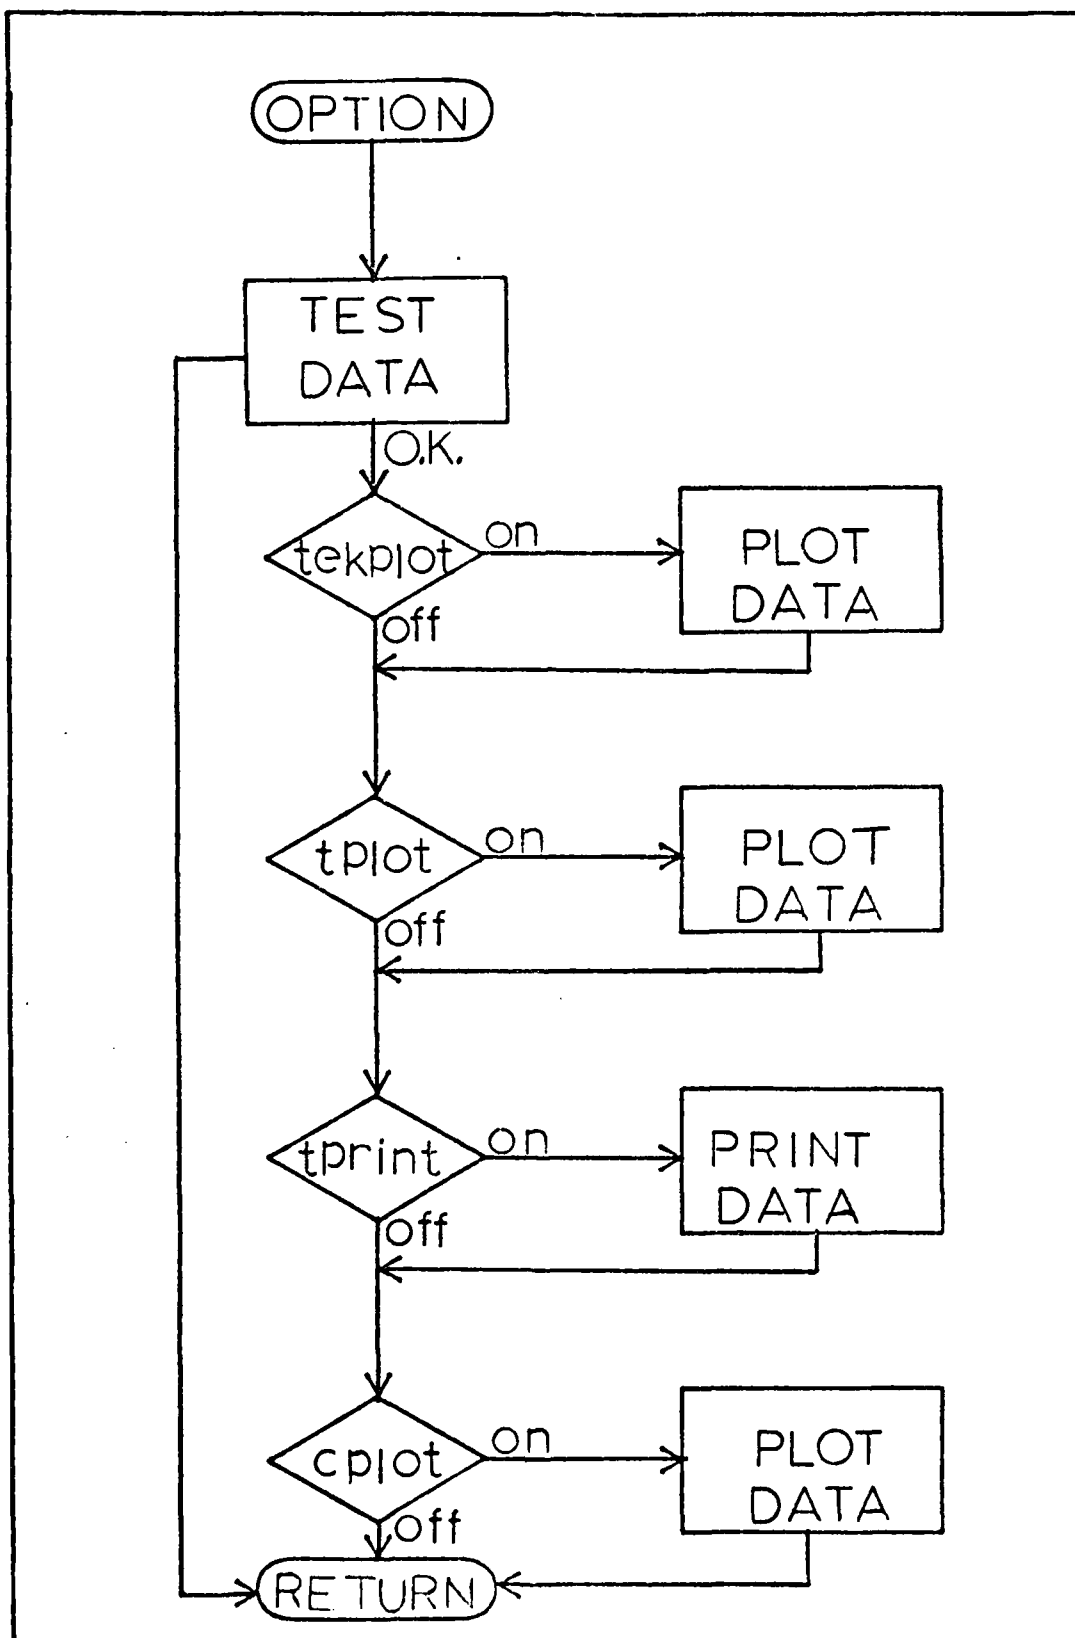 OPTION
TEST
DATA
O.K.
tekplot
on
PLOT
DATA
off
tplot
on
PLOT
DATA
off
tprint
on
PRINT
DATA
off
cplot
on
PLOT
DATA
off
RETURN